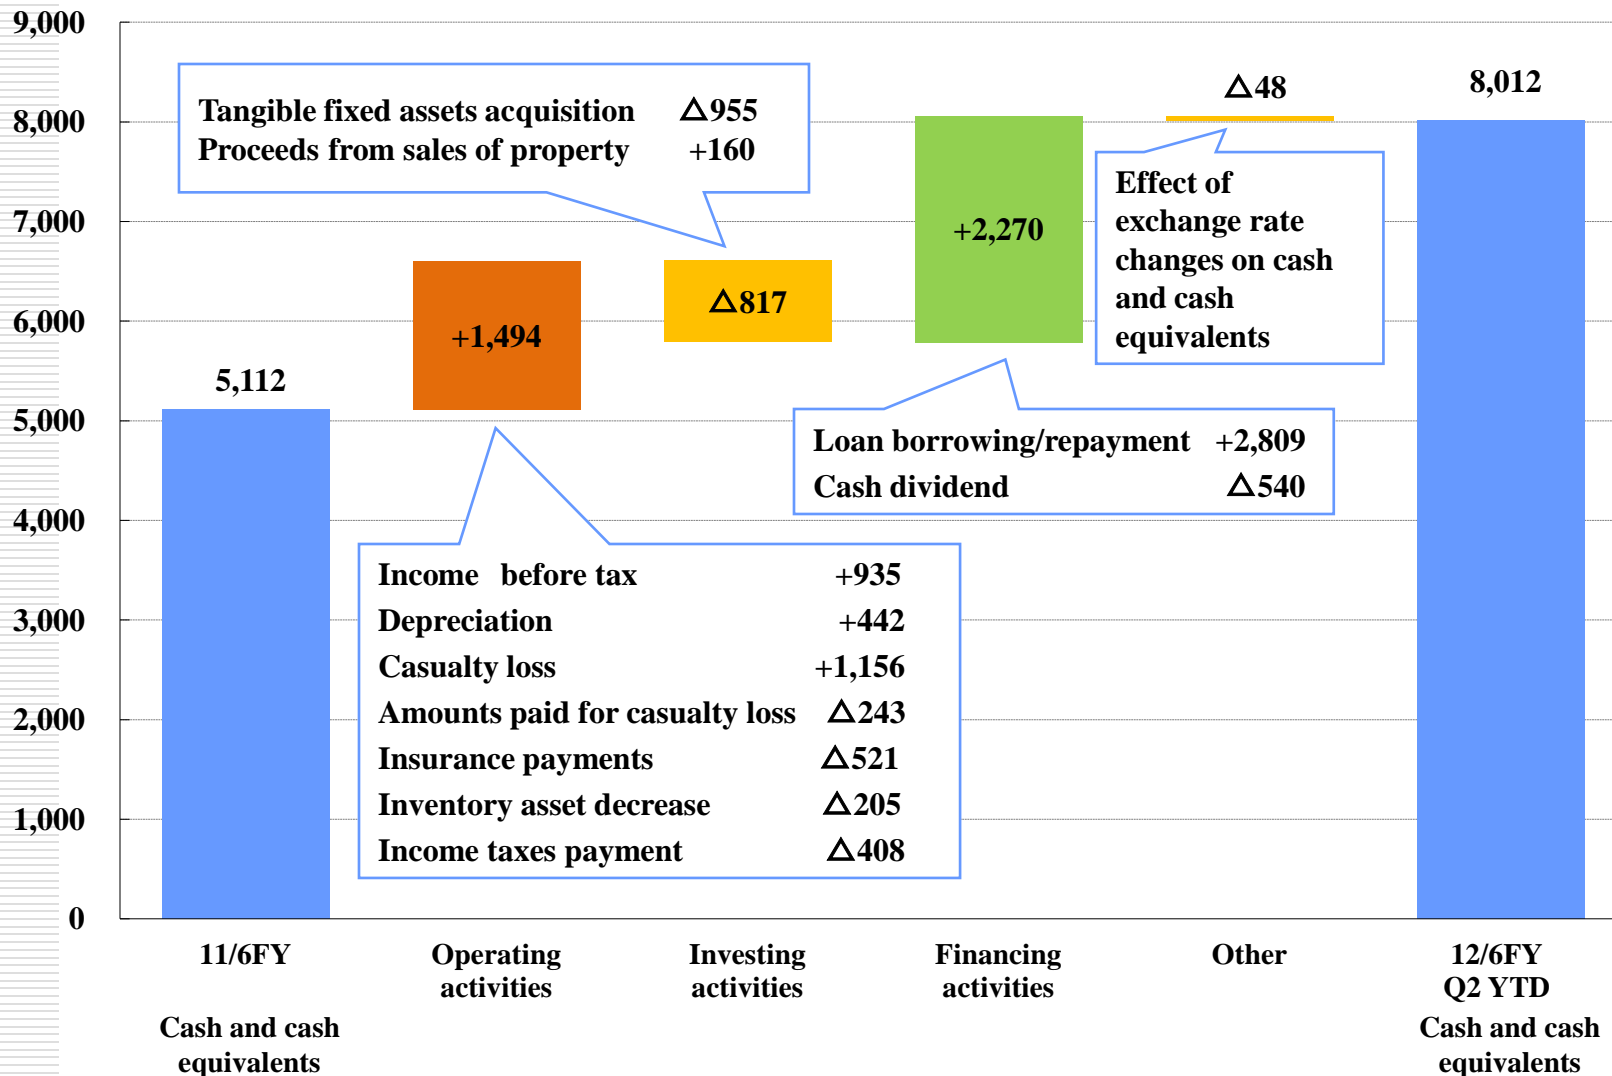 9,000
8,000
7,000
6,000
5,000
4,000
3,000
2,000
1,000
0
5,112
+1,494
△817
+2,270
△48
8,012
Tangible fixed assets acquisition △955
Proceeds from sales of property +160
Effect of
exchange rate
changes on cash
and cash
equivalents
Loan borrowing/repayment +2,809
Cash dividend △540
Income before tax +935
Depreciation +442
Casualty loss +1,156
Amounts paid for casualty loss △243
Insurance payments △521
Inventory asset decrease △205
Income taxes payment △408
11/6FY
Cash and cash
equivalents
Operating
activities
Investing
activities
Financing
activities
Other
12/6FY
Q2 YTD
Cash and cash
equivalents